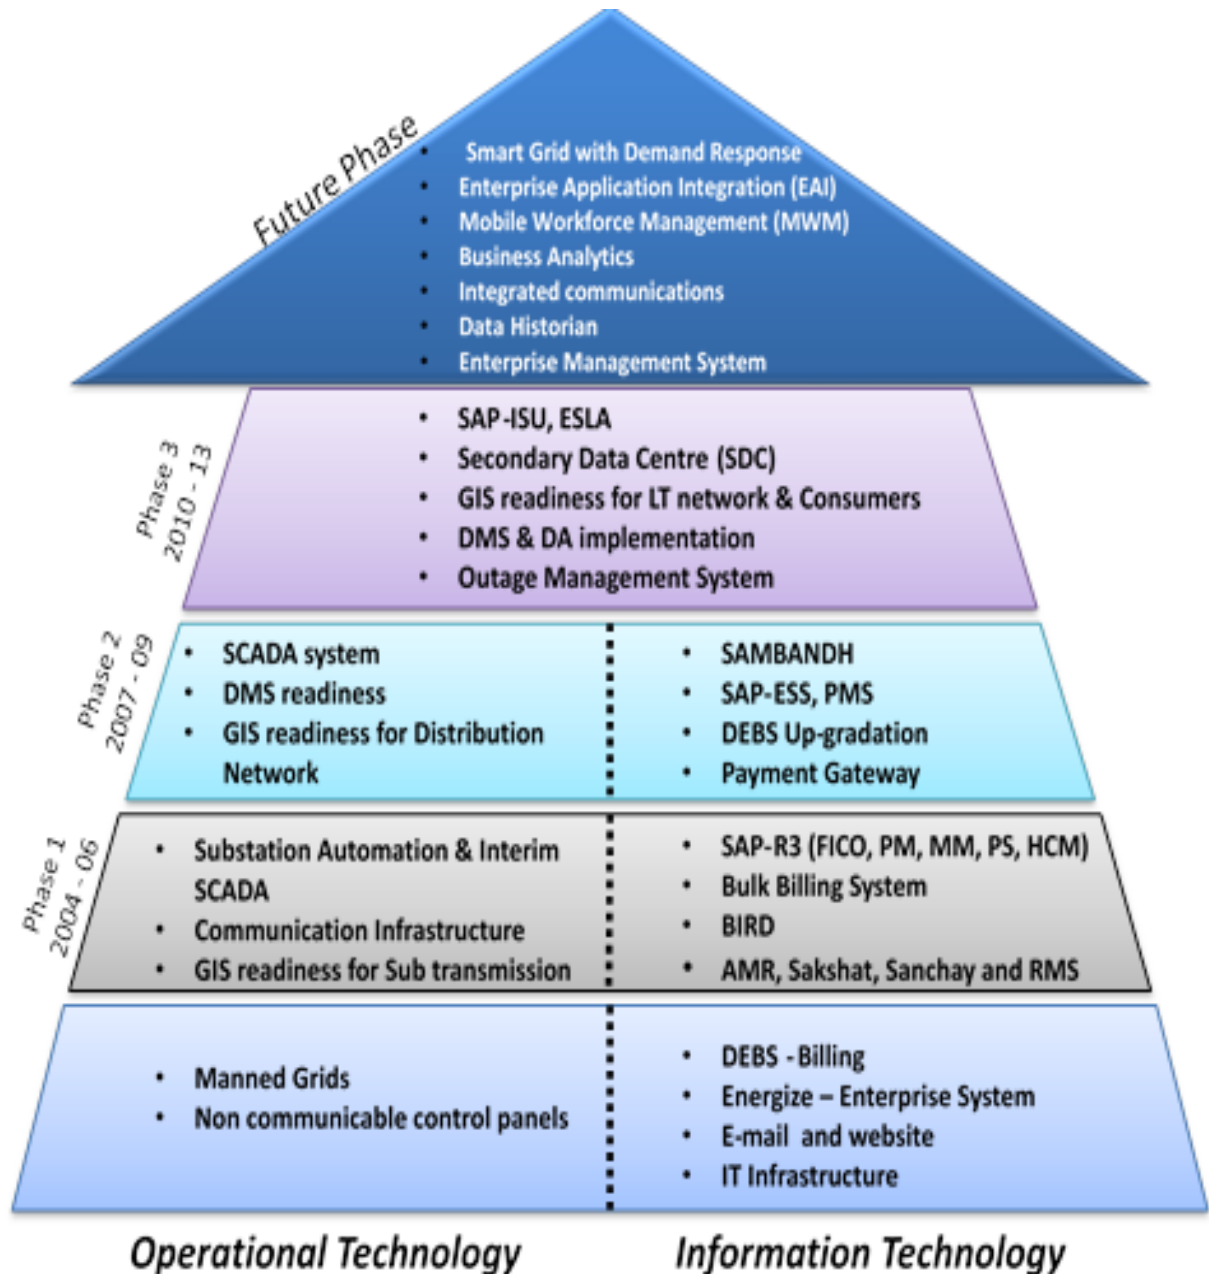 Future Phase
• Smart Grid with Demand Response
• Enterprise Application Integration (EAI)
• Mobile Workforce Management (MWM)
• Business Analytics
• Integrated communications
• Data Historian
• Enterprise Management System
Phase 3
2010 - 13
• SAP-ISU, ESLA
• Secondary Data Centre (SDC)
• GIS readiness for LT network & Consumers
• DMS & DA implementation
• Outage Management System
Phase 2
2007 - 09
• SCADA system
• DMS readiness
• GIS readiness for Distribution
Network
• SAMBANDH
• SAP-ESS, PMS
• DEBS Up-gradation
• Payment Gateway
Phase 1
2004 - 06
• Substation Automation & Interim
SCADA
• Communication Infrastructure
• GIS readiness for Sub transmission
• SAP-R3 (FICO, PM, MM, PS, HCM)
• Bulk Billing System
• BIRD
• AMR, Sakshat, Sanchay and RMS
• Manned Grids
• Non communicable control panels
• DEBS - Billing
• Energize – Enterprise System
• E-mail and website
• IT Infrastructure
Operational Technology
Information Technology